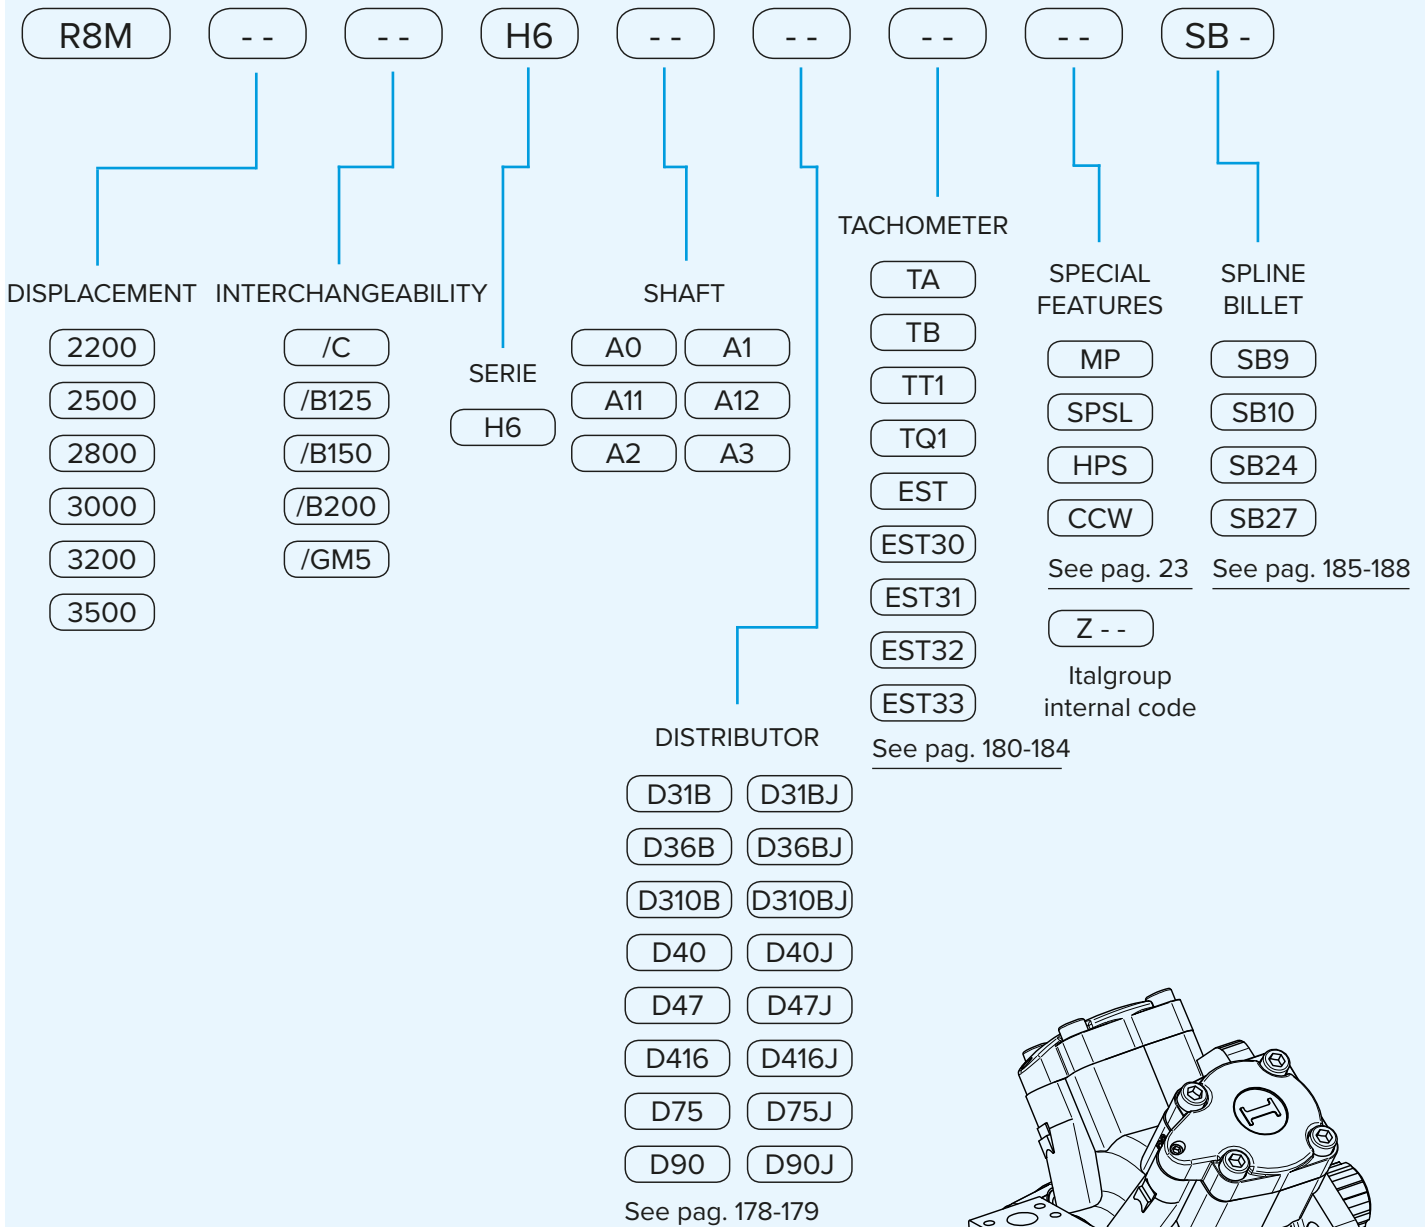 R8M - - - - H6 - - - - - - - - SB -
DISPLACEMENT
2200
2500
2800
3000
3200
3500
INTERCHANGEABILITY
/C
/B125
/B150
/B200
/GM5
SERIE
H6
SHAFT
A0 A1
A11 A12
A2 A3
DISTRIBUTOR
D31B D31BJ
D36B D36BJ
D310B D310BJ
D40 D40J
D47 D47J
D416 D416J
D75 D75J
D90 D90J
See pag. 178-179
TACHOMETER
TA
TB
TT1
TQ1
EST
EST30
EST31
EST32
EST33
See pag. 180-184
SPECIAL
FEATURES
MP
SPSL
HPS
CCW
See pag. 23
Z - -
Italgroup
internal code
SPLINE
BILLET
SB9
SB10
SB24
SB27
See pag. 185-188